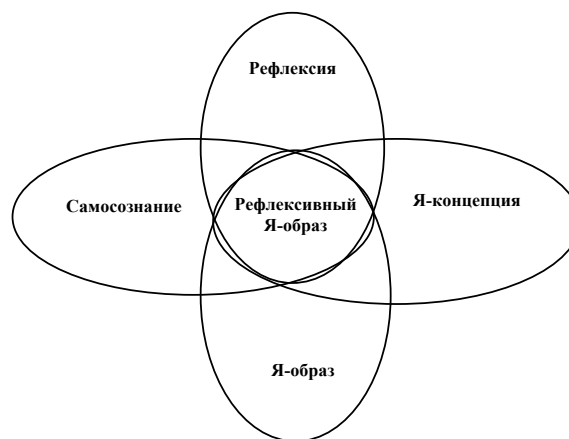 Рефлексия
Самосознание
Рефлексивный
Я-образ
Я-концепция
Я-образ